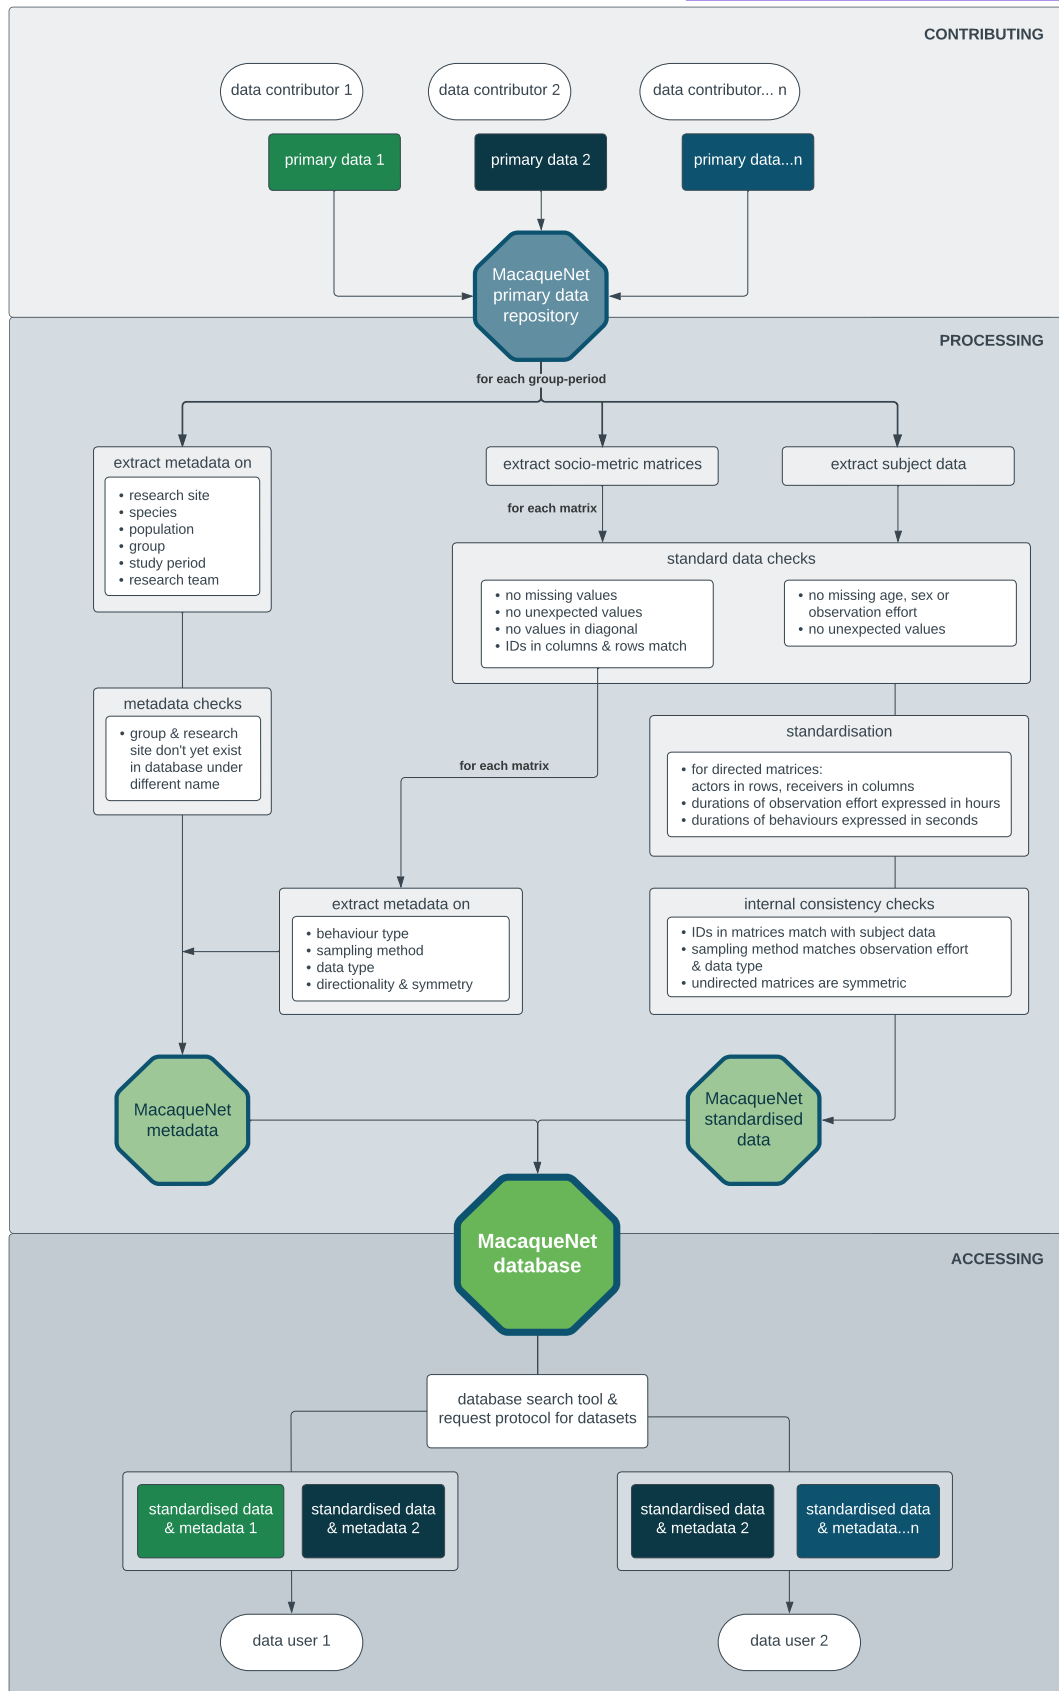 CONTRIBUTING
data contributor 1
data contributor 2
data contributor... n
primary data 1
primary data 2
primary data...n
MacaqueNet
primary data
repository
PROCESSING
for each group-period
extract metadata on
• research site
• species
• population
• group
• study period
• research team
extract socio-metric matrices
extract subject data
for each matrix
standard data checks
• no missing values
• no unexpected values
• no values in diagonal
• IDs in columns & rows match
• no missing age, sex or
observation effort
• no unexpected values
metadata checks
• group & research
site don't yet exist
in database under
different name
standardisation
• for directed matrices:
actors in rows, receivers in columns
• durations of observation effort expressed in hours
• durations of behaviours expressed in seconds
for each matrix
extract metadata on
• behaviour type
• sampling method
• data type
• directionality & symmetry
internal consistency checks
• IDs in matrices match with subject data
• sampling method matches observation effort
& data type
• undirected matrices are symmetric
MacaqueNet
metadata
MacaqueNet
standardised
data
MacaqueNet
database
ACCESSING
database search tool &
request protocol for datasets
standardised data
& metadata 1
standardised data
& metadata 2
standardised data
& metadata 2
standardised data
& metadata...n
data user 1
data user 2